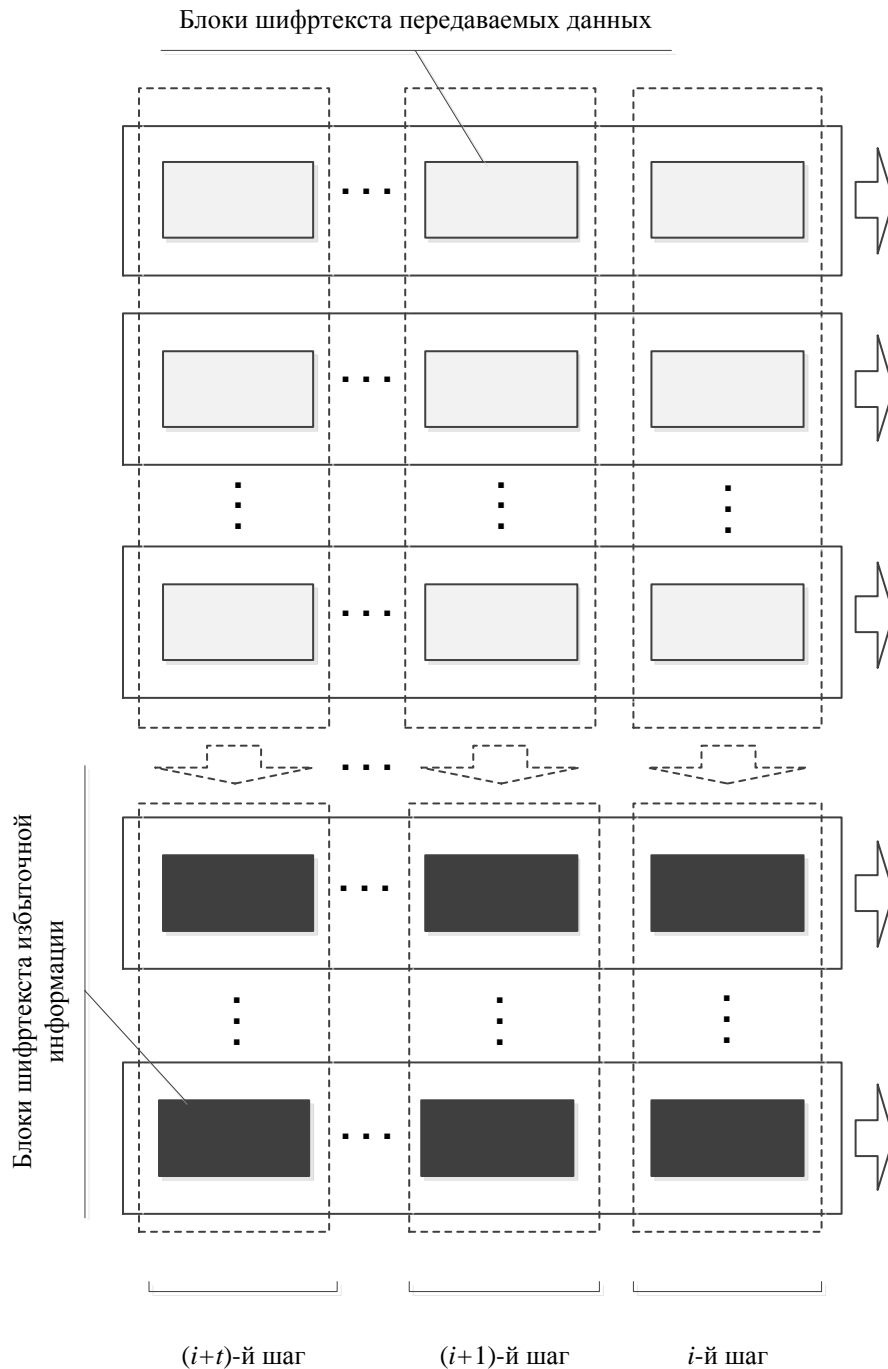 Блоки шифртекста передаваемых данных
Блоки шифртекста избыточной
информации
(i+t)-й шаг
(i+1)-й шаг
i-й шаг